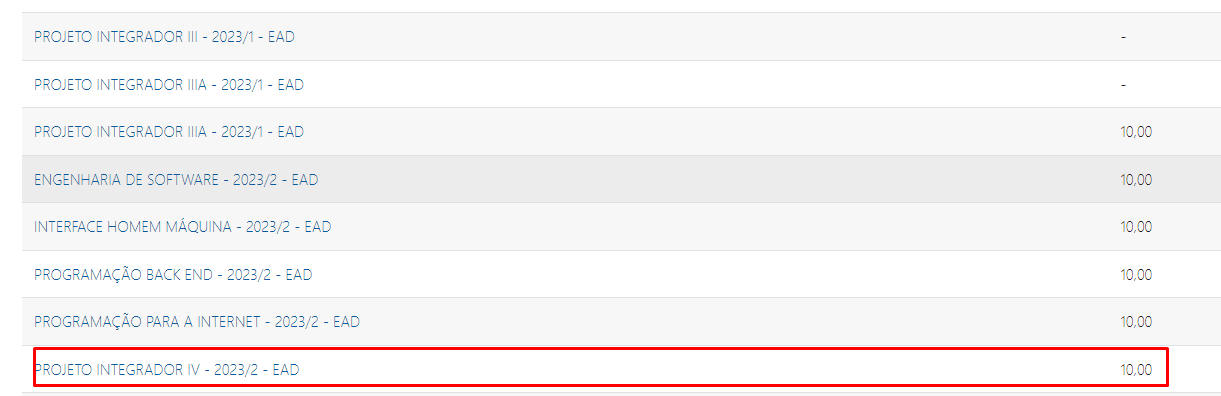 PROJETO INTEGRADOR III - 2023/1 - EAD -
PROJETO INTEGRADOR IIIA - 2023/1 - EAD -
PROJETO INTEGRADOR IIIA - 2023/1 - EAD 10,00
ENGENHARIA DE SOFTWARE - 2023/2 - EAD 10,00
INTERFACE HOMEM MÁQUINA - 2023/2 - EAD 10,00
PROGRAMAÇÃO BACK END - 2023/2 - EAD 10,00
PROGRAMAÇÃO PARA A INTERNET - 2023/2 - EAD 10,00
PROJETO INTEGRADOR IV - 2023/2 - EAD 10,00